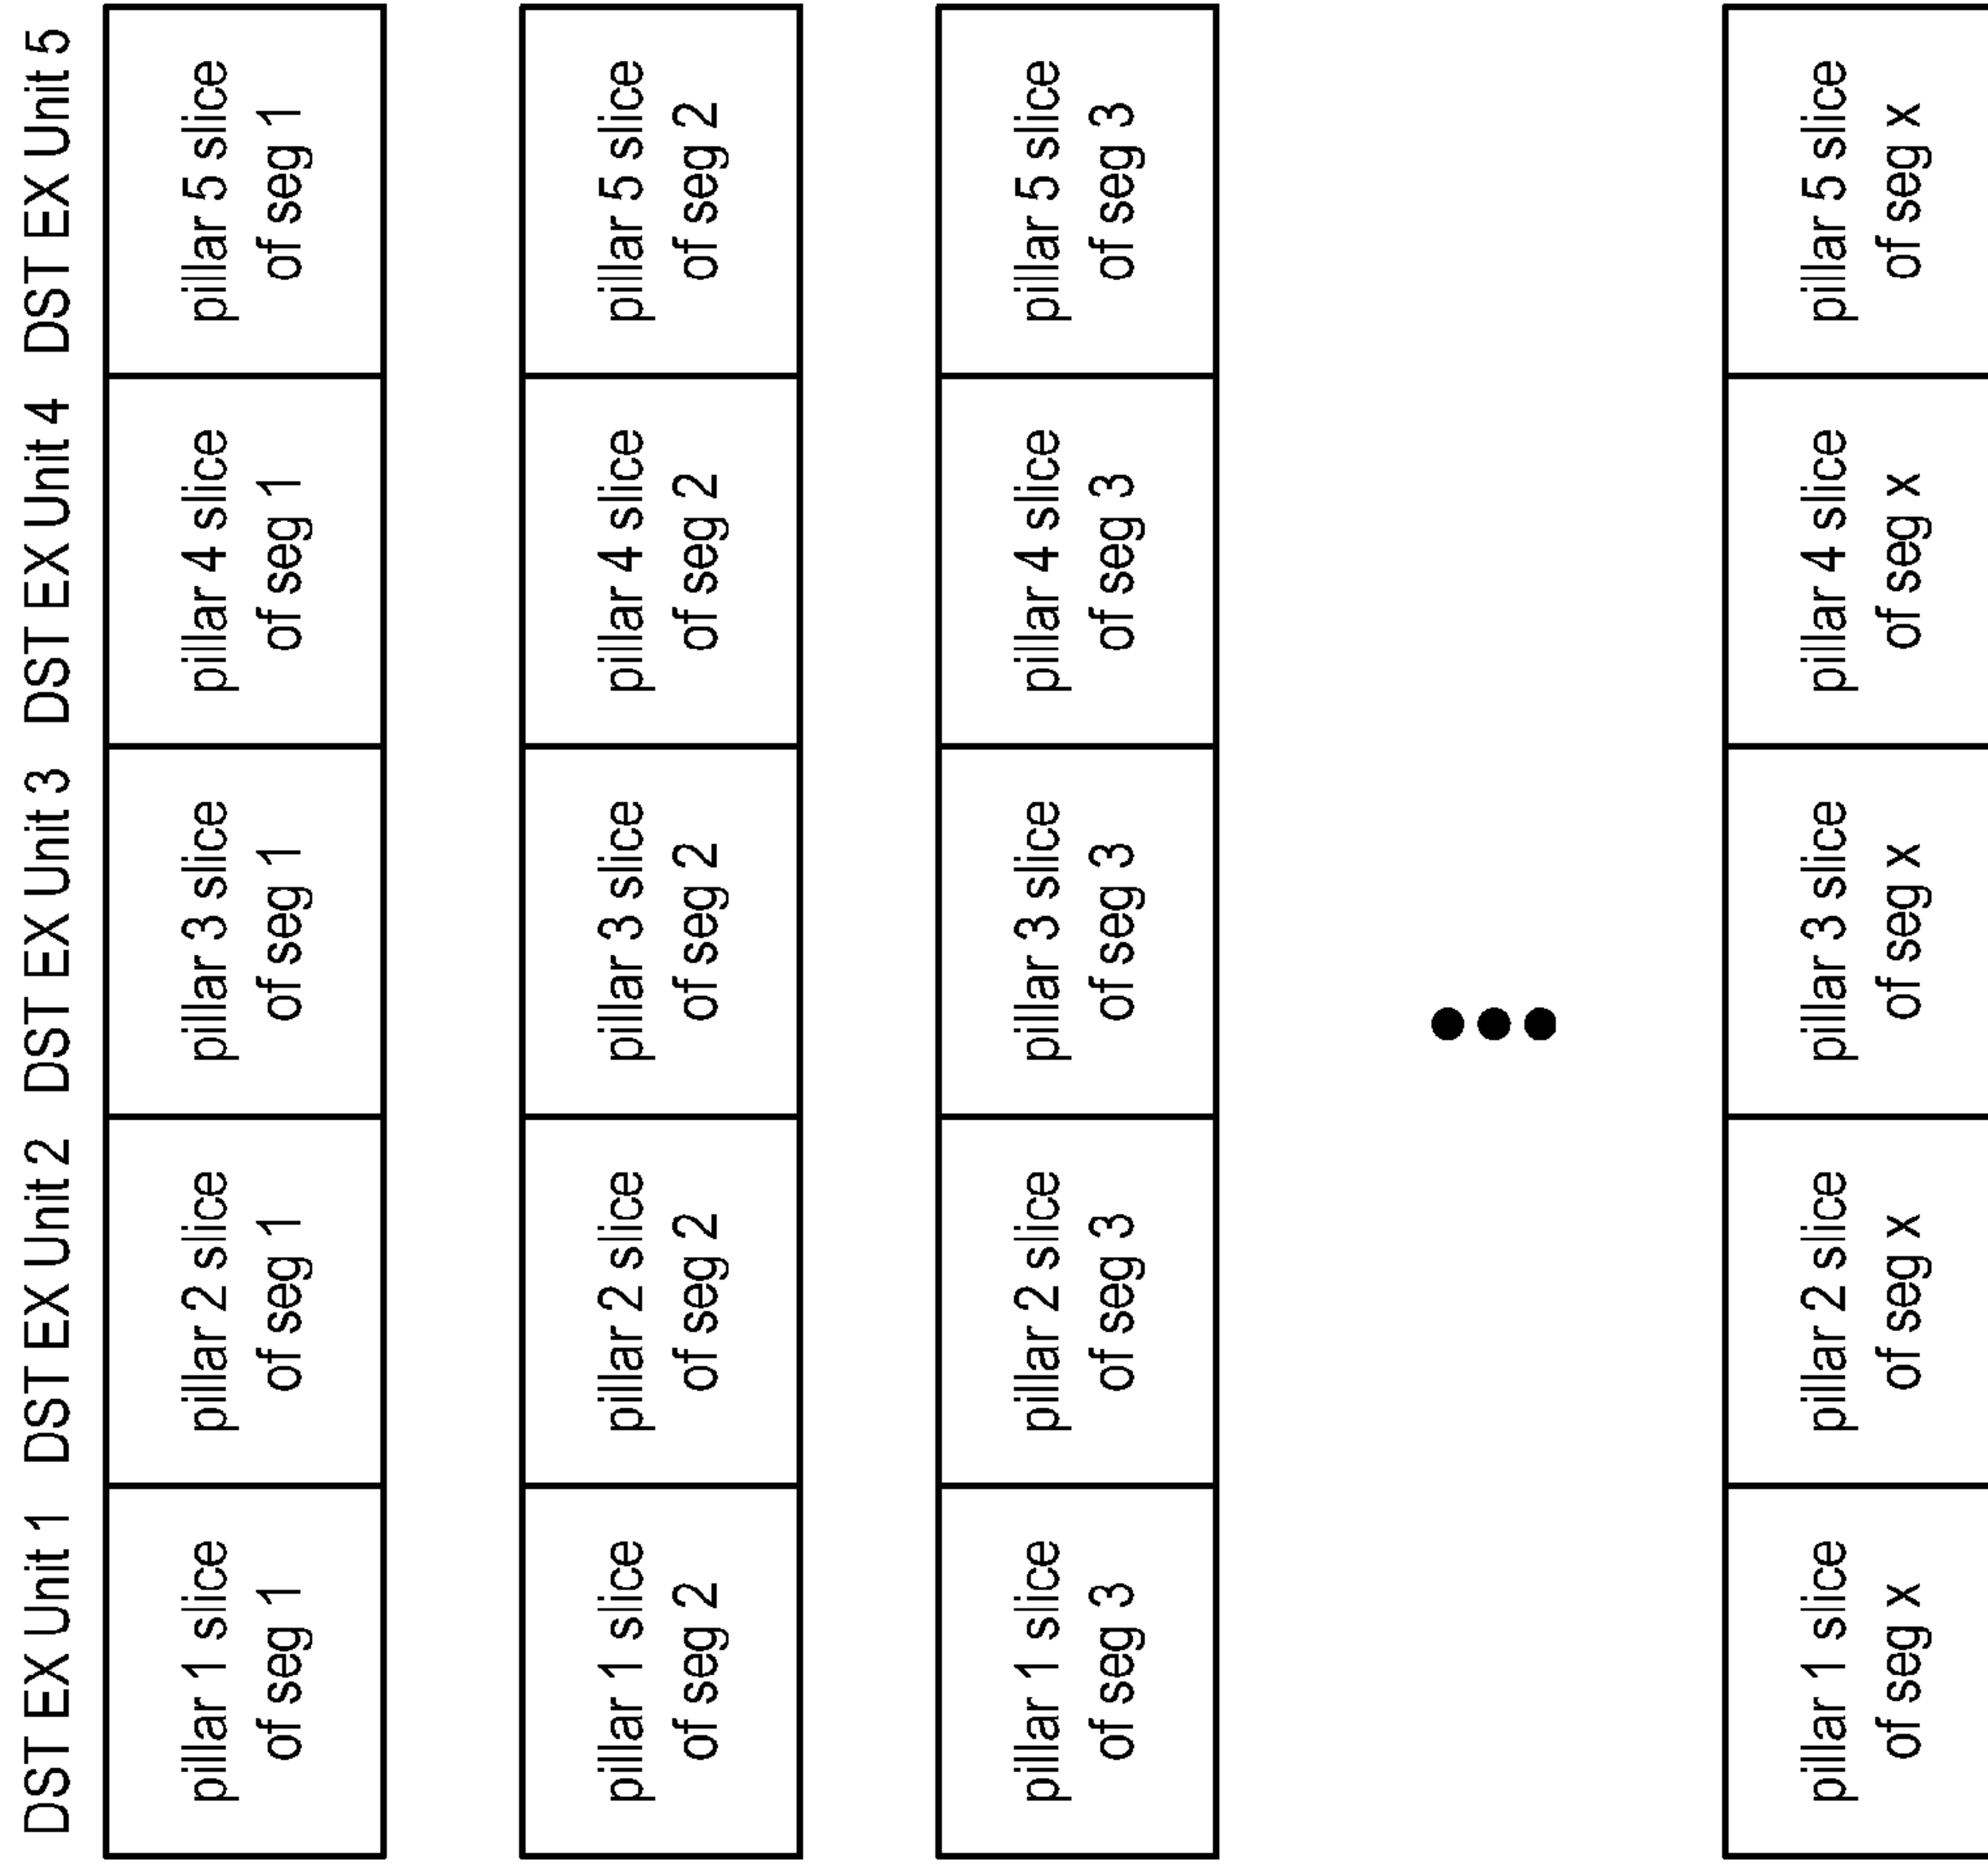 DST EX Unit 1 DST EX Unit 2 DST EX Unit 3 DST EX Unit 4 DST EX Unit 5
pillar 1 slice
of seg 1
pillar 2 slice
of seg 1
pillar 3 slice
of seg 1
pillar 4 slice
of seg 1
pillar 5 slice
of seg 1
pillar 1 slice
of seg 2
pillar 2 slice
of seg 2
pillar 3 slice
of seg 2
pillar 4 slice
of seg 2
pillar 5 slice
of seg 2
pillar 1 slice
of seg 3
pillar 2 slice
of seg 3
pillar 3 slice
of seg 3
pillar 4 slice
of seg 3
pillar 5 slice
of seg 3
pillar 1 slice
of seg x
pillar 2 slice
of seg x
pillar 3 slice
of seg x
pillar 4 slice
of seg x
pillar 5 slice
of seg x